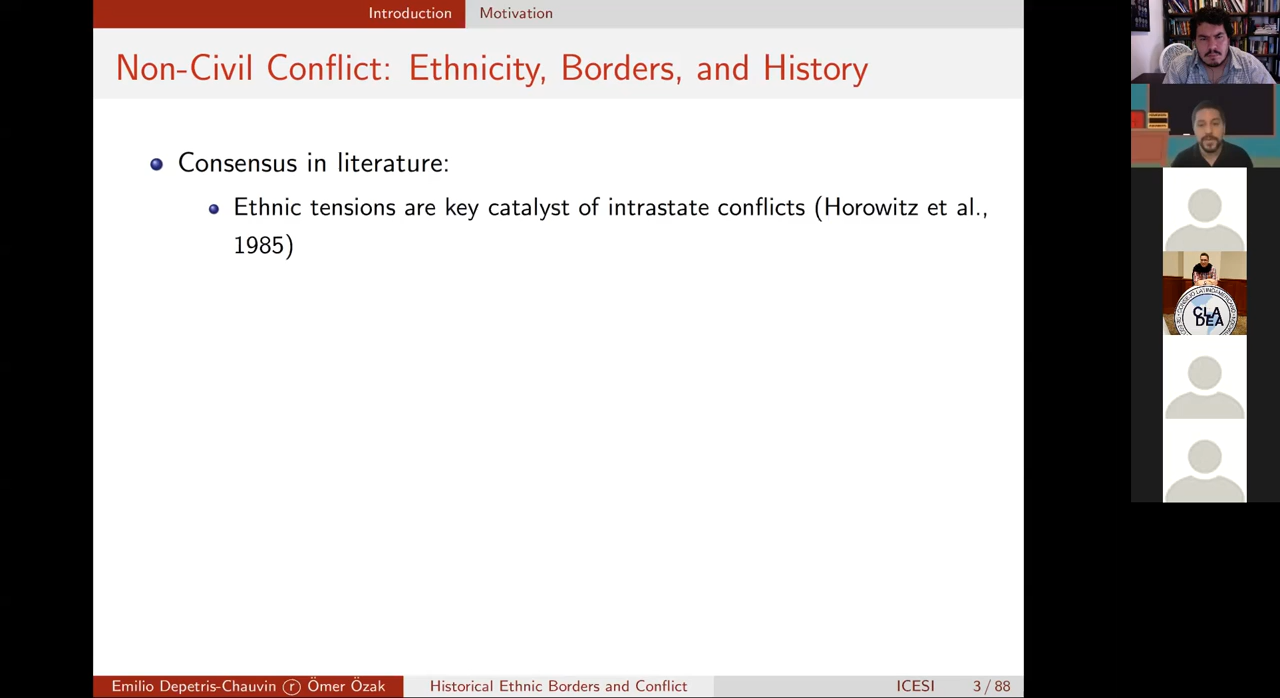 Introduction Motivation
Non-Civil Conflict: Ethnicity, Borders, and History
Consensus in literature:
Ethnic tensions are key catalyst of intrastate conflicts (Horowitz et al.,
1985)
CLA
DEA
Emilio Depetris-Chauvin ⓡ Ömer Özak Historical Ethnic Borders and Conflict ICESI 3 / 88